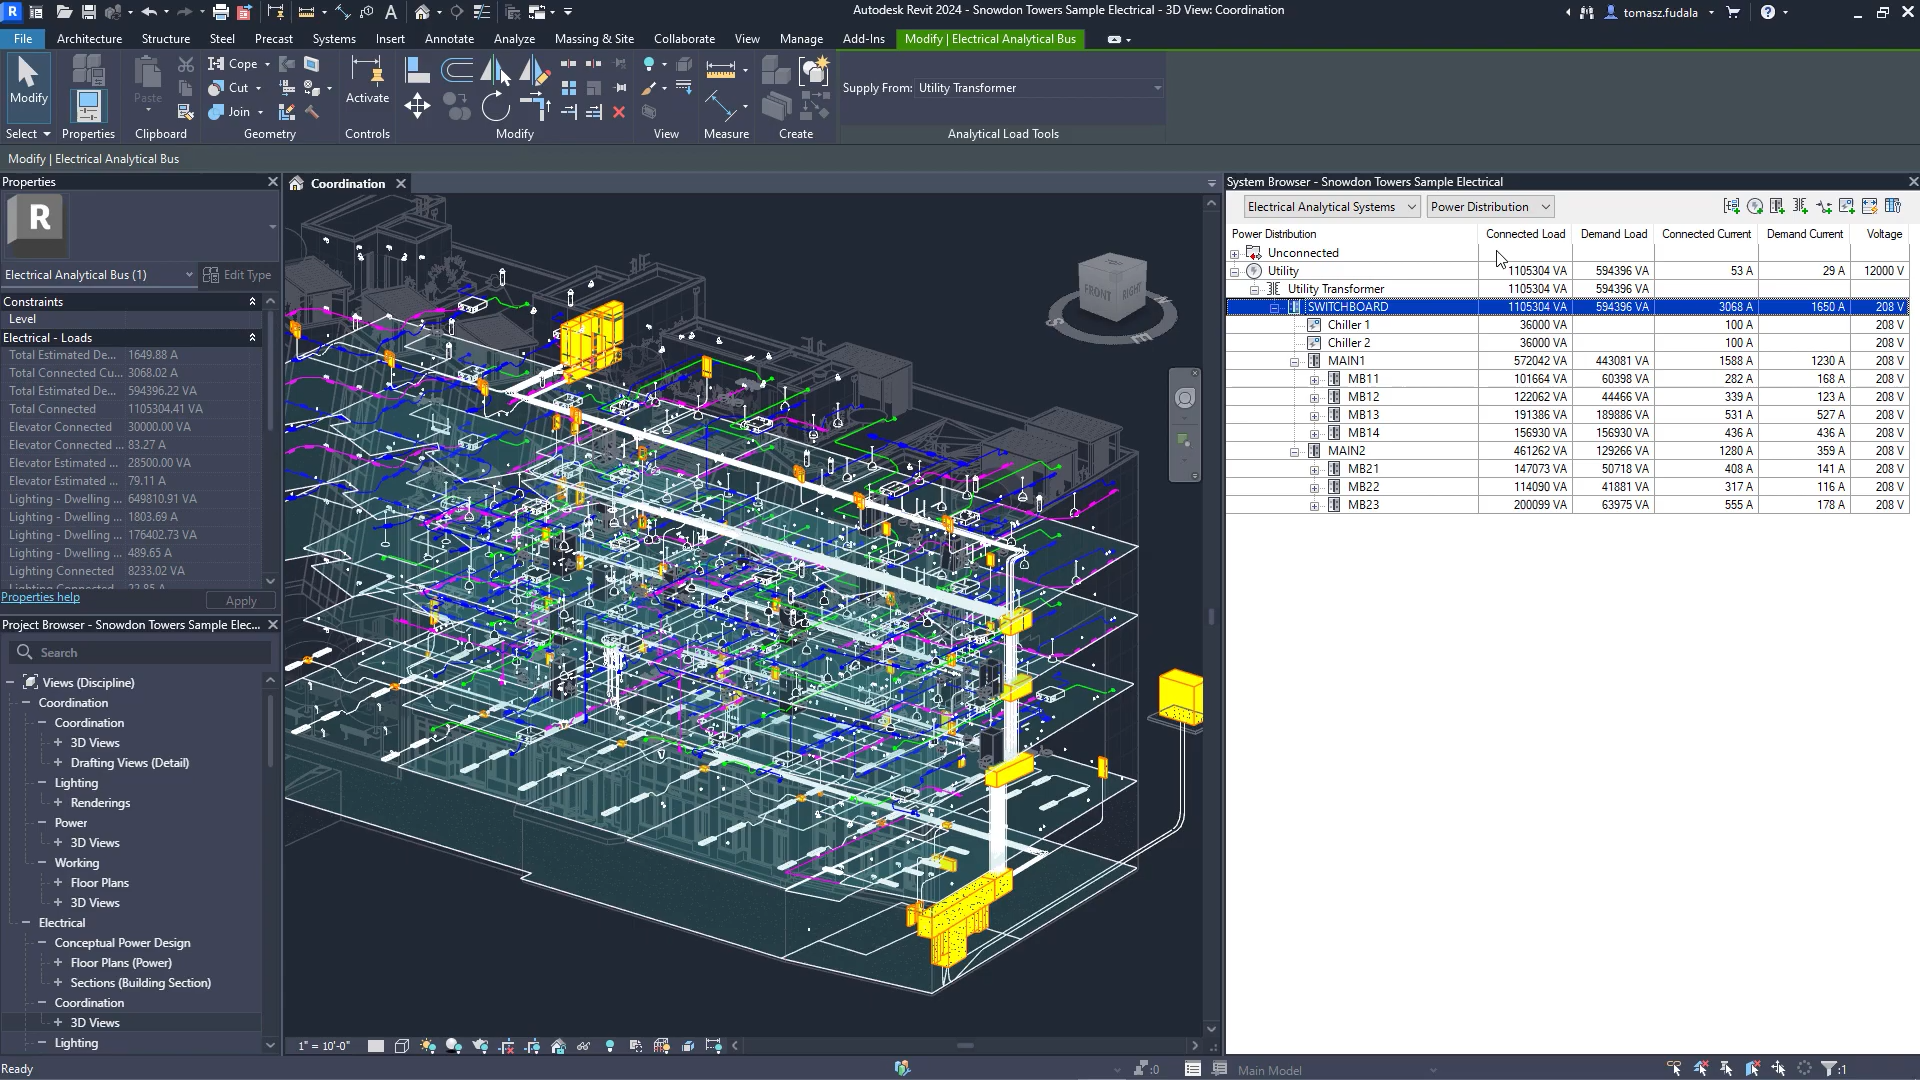 Autodesk Revit 2024 - Snowdon Towers Sample Electrical - 3D View: Coordination
tomasz.fudala
File Architecture Structure Steel Precast Systems Insert Annotate Analyze Massing & Site Collaborate View Manage Add-Ins Modify | Electrical Analytical Bus
Modify
Paste
Cope
Cut
Join
Activate
Supply From: Utility Transformer
Select Properties Clipboard Geometry Controls Modify View Measure Create Analytical Load Tools
Modify | Electrical Analytical Bus
Properties
R
Electrical Analytical Bus (1) Edit Type
Constraints
Level
Electrical - Loads
Total Estimated De... 1649.88 A
Total Connected Cu... 3068.02 A
Total Estimated De... 594396.22 VA
Total Connected 1105304.41 VA
Elevator Connected 30000.00 VA
Elevator Connected ... 83.27 A
Elevator Estimated ... 28500.00 VA
Elevator Estimated ... 79.11 A
Lighting - Dwelling ... 649810.91 VA
Lighting - Dwelling ... 1803.69 A
Lighting - Dwelling ... 176402.73 VA
Lighting - Dwelling ... 489.65 A
Lighting Connected 8233.02 VA
Lighting Connected 22.85 A
Properties help Apply
Project Browser - Snowdon Towers Sample Elec...
Search
Views (Discipline)
Coordination
Coordination
3D Views
Drafting Views (Detail)
Lighting
Renderings
Power
3D Views
Working
Floor Plans
3D Views
Electrical
Conceptual Power Design
Floor Plans (Power)
Sections (Building Section)
Coordination
3D Views
Lighting
Coordination
FRONT RIGHT
S E N
1" = 10'-0"
System Browser - Snowdon Towers Sample Electrical
Electrical Analytical Systems Power Distribution
Power Distribution Connected Load Demand Load Connected Current Demand Current Voltage
Unconnected
Utility 1105304 VA 594396 VA 53 A 29 A 12000 V
Utility Transformer 1105304 VA 594396 VA
SWITCHBOARD 1105304 VA 594396 VA 3068 A 1650 A 208 V
Chiller 1 36000 VA 100 A 208 V
Chiller 2 36000 VA 100 A 208 V
MAIN1 572042 VA 443081 VA 1588 A 1230 A 208 V
MB11 101664 VA 60398 VA 282 A 168 A 208 V
MB12 122062 VA 44466 VA 339 A 123 A 208 V
MB13 191386 VA 189886 VA 531 A 527 A 208 V
MB14 156930 VA 156930 VA 436 A 436 A 208 V
MAIN2 461262 VA 129266 VA 1280 A 359 A 208 V
MB21 147073 VA 50718 VA 408 A 141 A 208 V
MB22 114090 VA 41881 VA 317 A 116 A 208 V
MB23 200099 VA 63975 VA 555 A 178 A 208 V
Ready
:0
Main Model
:1